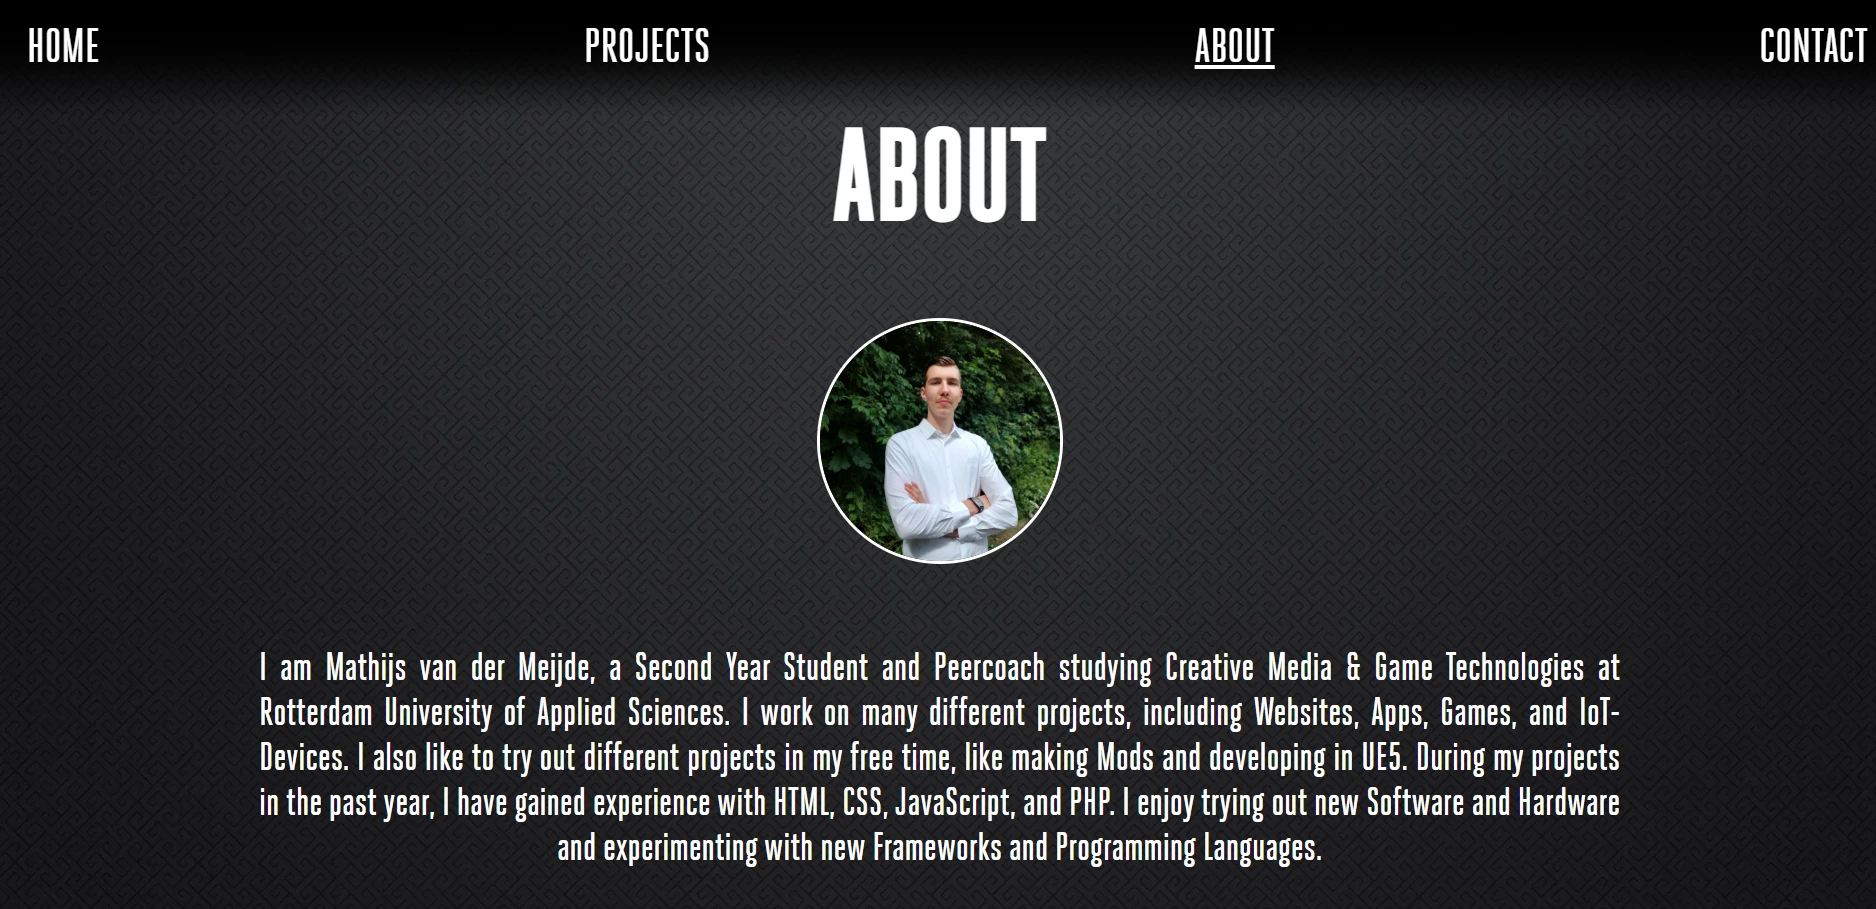 HOME PROJECTS ABOUT CONTACT
ABOUT
I am Mathijs van der Meijde, a Second Year Student and Peercoach studying Creative Media & Game Technologies at
Rotterdam University of Applied Sciences. I work on many different projects, including Websites, Apps, Games, and IoT-
Devices. I also like to try out different projects in my free time, like making Mods and developing in UE5. During my projects
in the past year, I have gained experience with HTML, CSS, JavaScript, and PHP. I enjoy trying out new Software and Hardware
and experimenting with new Frameworks and Programming Languages.